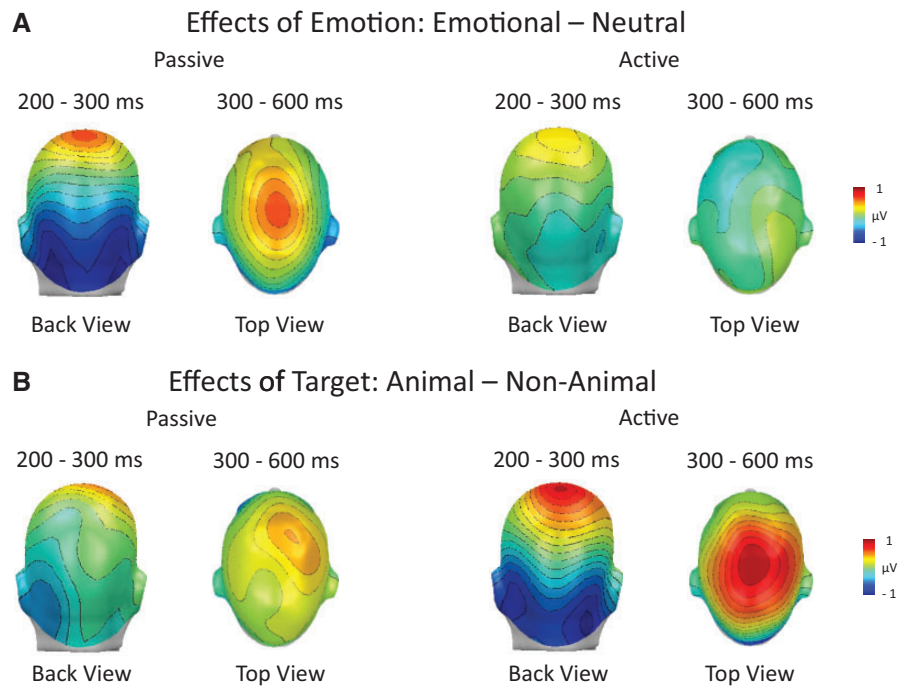 A Effects of Emotion: Emotional – Neutral
Passive Active
200 - 300 ms 300 - 600 ms 200 - 300 ms 300 - 600 ms
1
μV
- 1
Back View Top View Back View Top View
B Effects of Target: Animal – Non-Animal
Passive Active
200 - 300 ms 300 - 600 ms 200 - 300 ms 300 - 600 ms
1
μV
- 1
Back View Top View Back View Top View